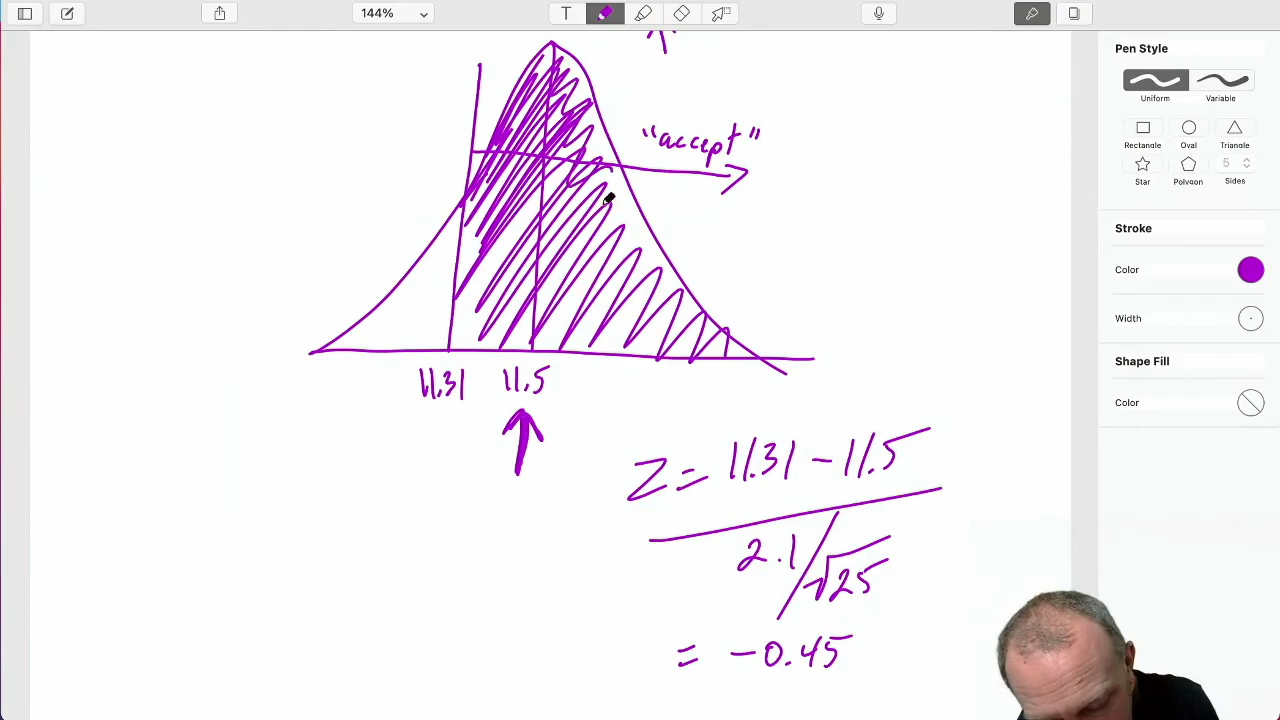 144%
T
Pen Style
Uniform
Variable
Rectangle
Oval
Triangle
Star
Polygon
5
Sides
Stroke
Color
Width
Shape Fill
Color
"accept"
11.31
11.5
Z = 11.31 - 11.5
2.1/√25
= -0.45